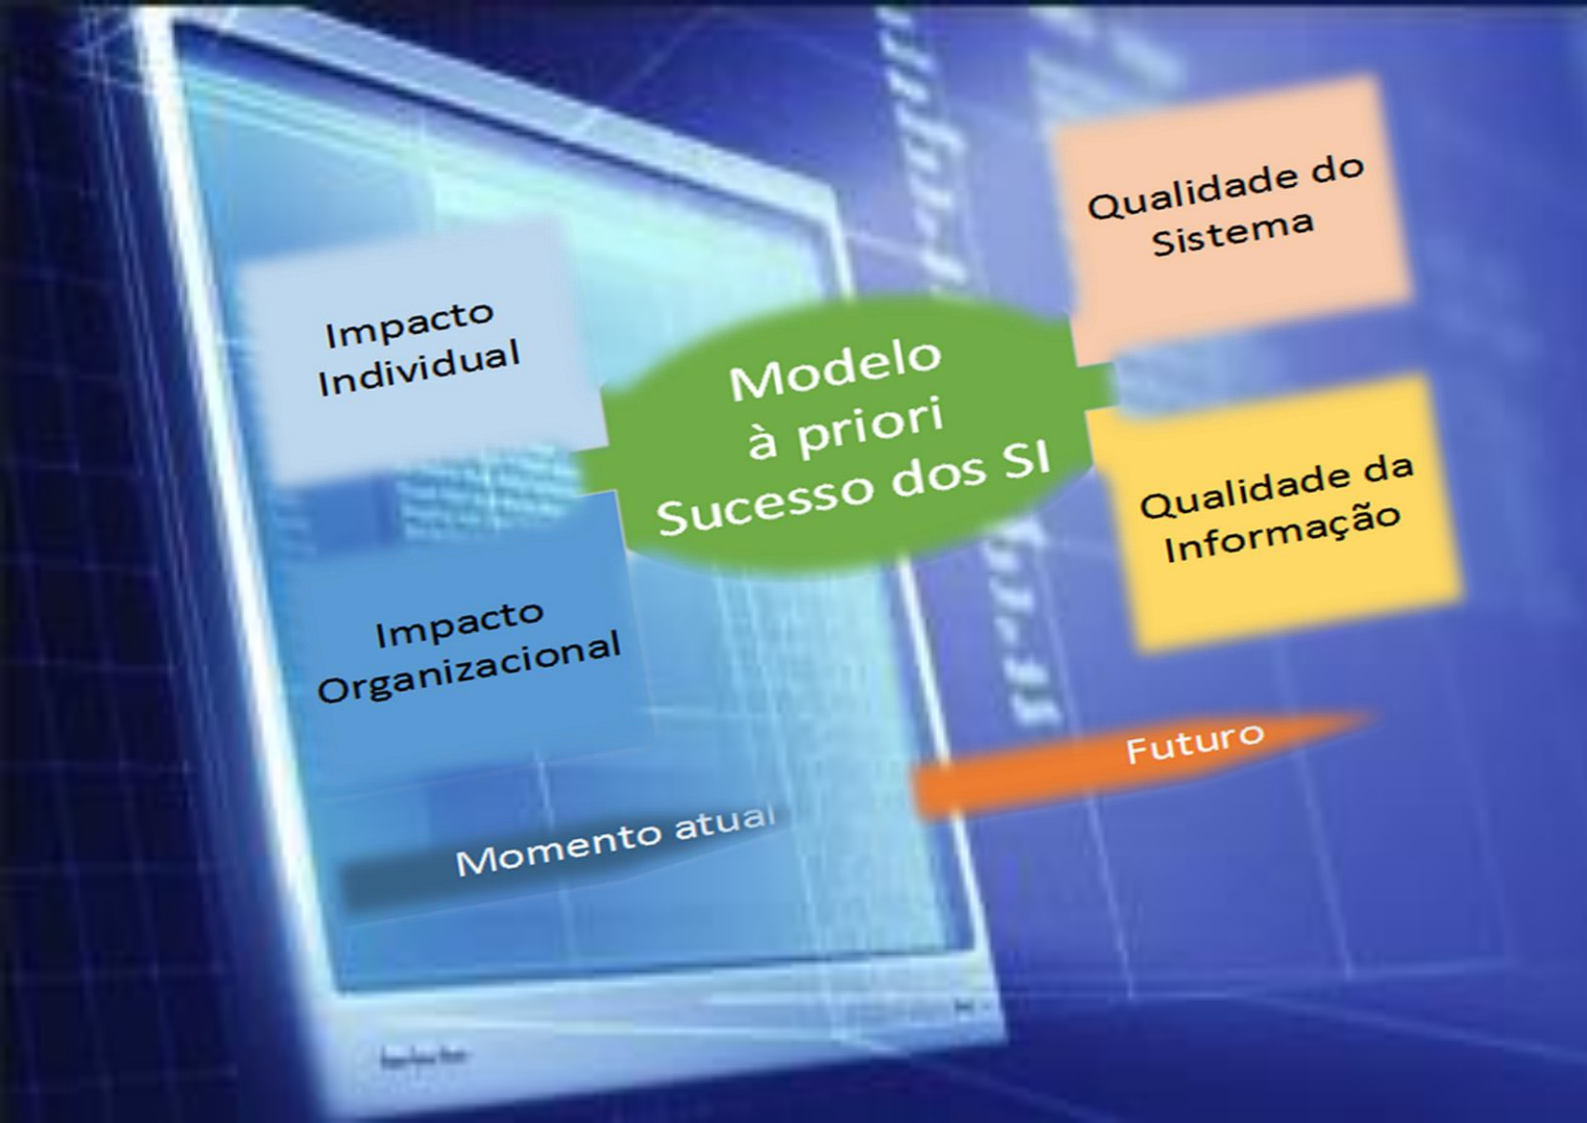 Impacto
Individual
Impacto
Organizacional
Modelo
à priori
Sucesso dos SI
Qualidade do
Sistema
Qualidade da
Informação
Momento atual
Futuro